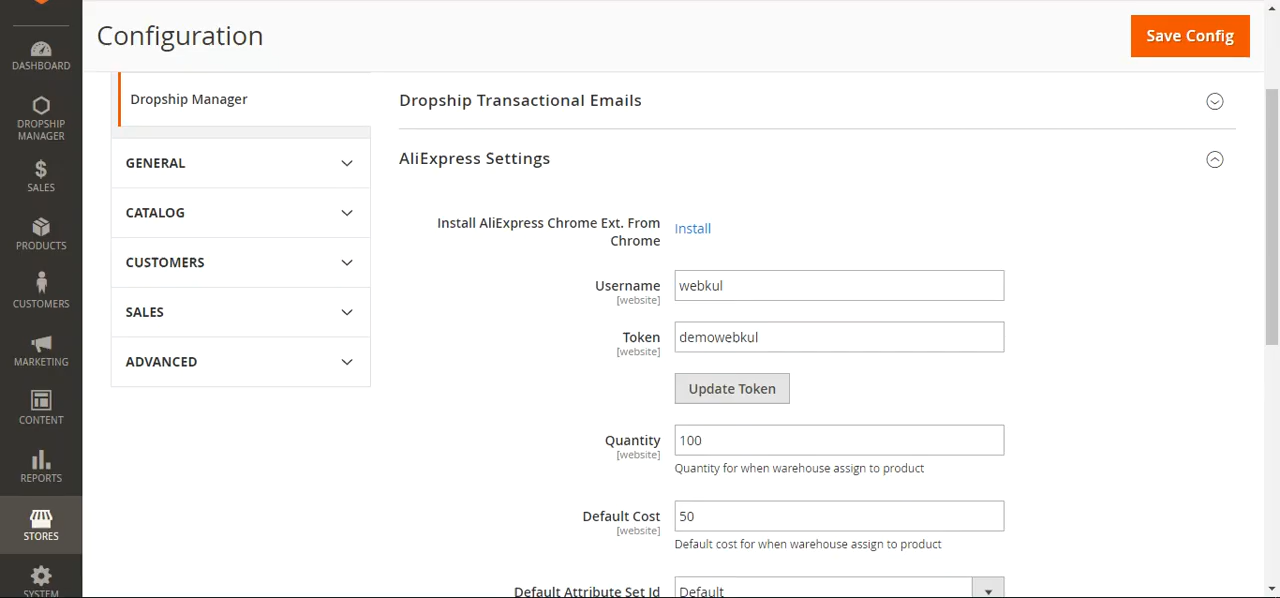 Configuration
Save Config
DASHBOARD
DROPSHIP
MANAGER
SALES
PRODUCTS
CUSTOMERS
MARKETING
CONTENT
REPORTS
STORES
SYSTEM
Dropship Manager
GENERAL
CATALOG
CUSTOMERS
SALES
ADVANCED
Dropship Transactional Emails
AliExpress Settings
Install AliExpress Chrome Ext. From
Chrome
Install
Username
[website]
webkul
Token
[website]
demowebkul
Update Token
Quantity
[website]
100
Quantity for when warehouse assign to product
Default Cost
[website]
50
Default cost for when warehouse assign to product
Default Attribute Set Id
Default